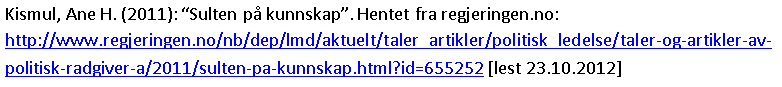 Kismul, Ane H. (2011): “Sulten på kunnskap”. Hentet fra regjeringen.no:
http://www.regjeringen.no/nb/dep/lmd/aktuelt/taler_artikler/politisk_ledelse/taler-og-artikler-av-
politisk-radgiver-a/2011/sulten-pa-kunnskap.html?id=655252 [lest 23.10.2012]